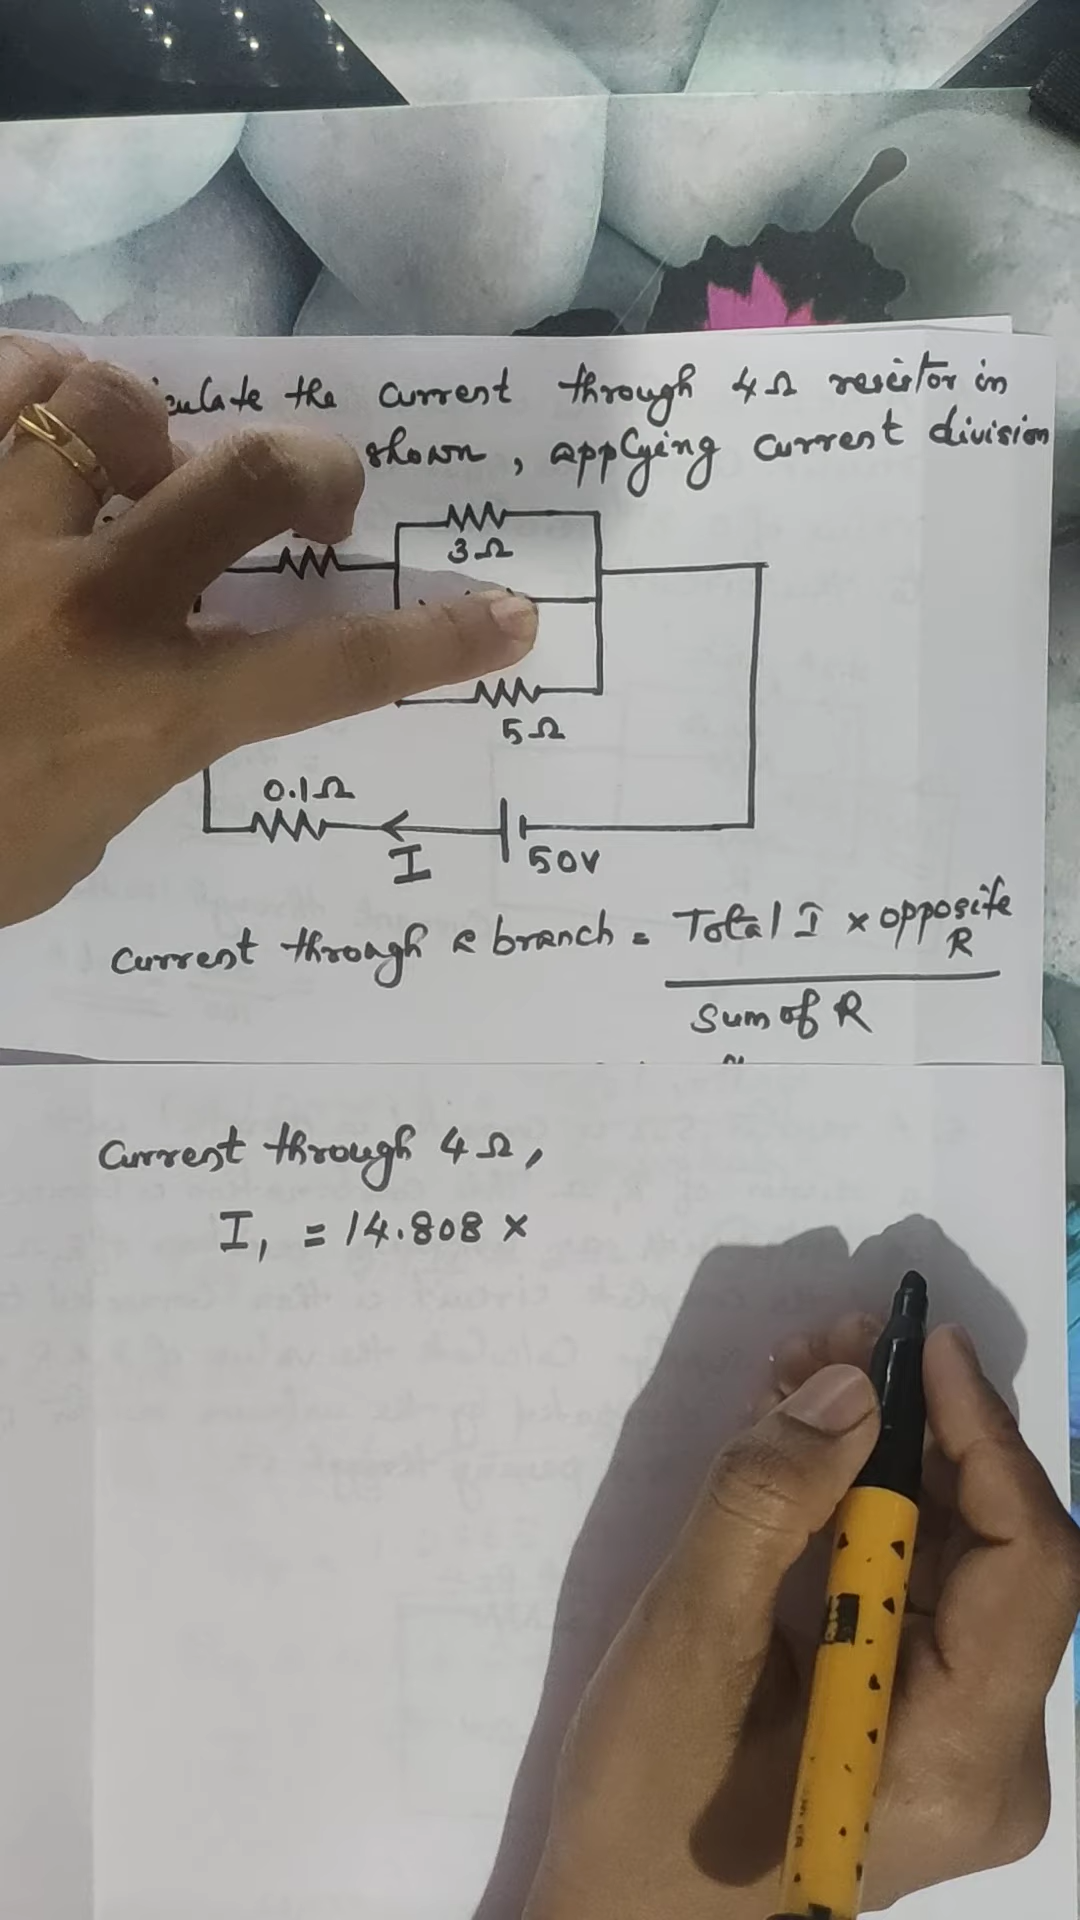 the current through 4Ω resistor in
shown, applying current division
3Ω
5Ω
0.1Ω
I
50V
Current through a branch = Total I × opposite R
Sum of R
Current through 4Ω,
I₁ = 14.808 ×